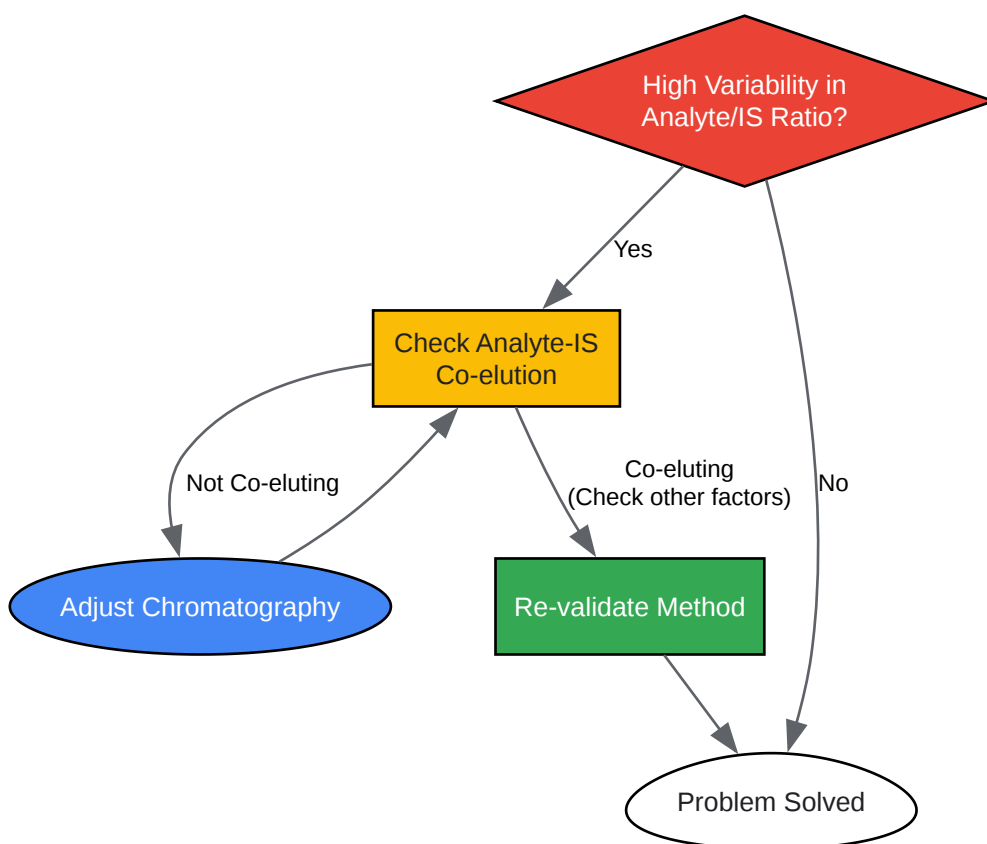 High Variability in
Analyte/IS Ratio?
Yes
Check Analyte-IS
Co-elution
Not Co-eluting
Co-eluting
(Check other factors)
No
Adjust Chromatography
Re-validate Method
Problem Solved